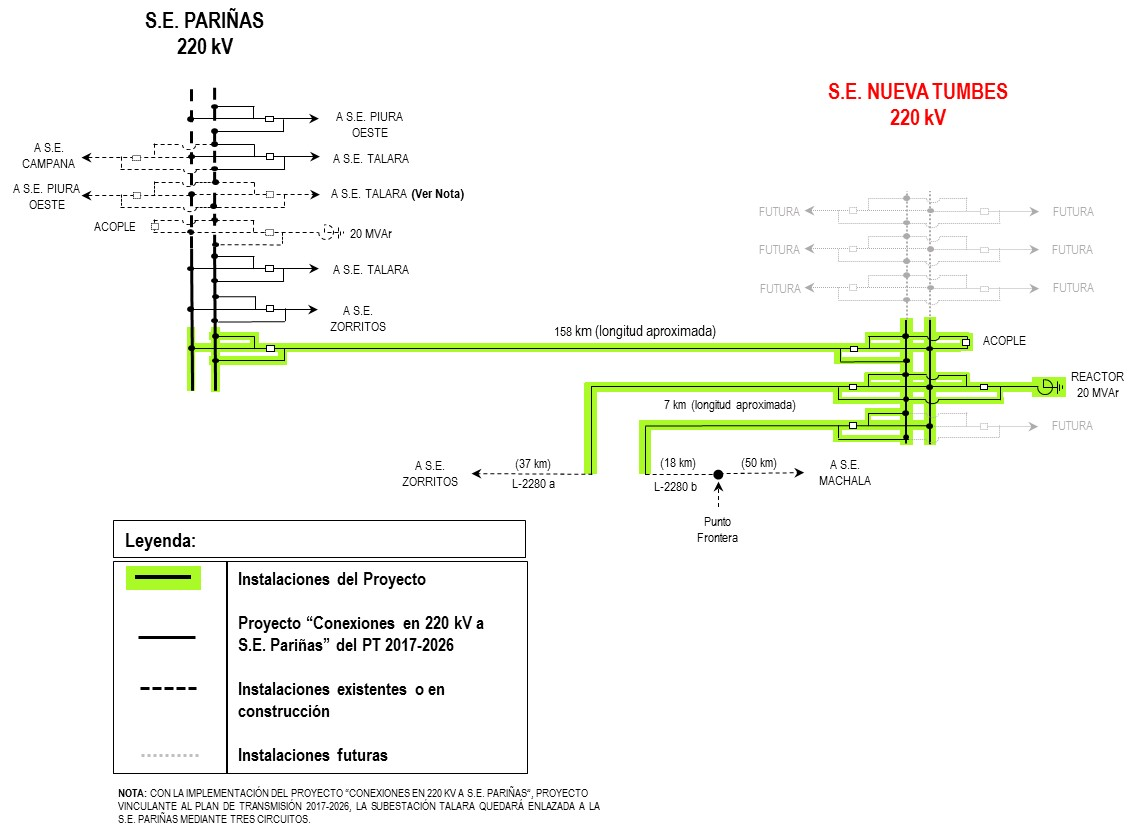 S.E. PARIÑAS
220 kV
S.E. NUEVA TUMBES
220 kV
A S.E. PIURA
OESTE
A S.E.
CAMPANA
A S.E. TALARA
A S.E. PIURA
OESTE
A S.E. TALARA (Ver Nota)
ACOPLE
20 MVAr
A S.E. TALARA
A S.E.
ZORRITOS
FUTURA
FUTURA
FUTURA
FUTURA
FUTURA
FUTURA
158 km (longitud aproximada)
ACOPLE
REACTOR
20 MVAr
7 km (longitud aproximada)
FUTURA
A S.E.
ZORRITOS
(37 km)
L-2280 a
(18 km)
L-2280 b
(50 km)
A S.E.
MACHALA
Punto
Frontera
Leyenda:
Instalaciones del Proyecto
Proyecto “Conexiones en 220 kV a
S.E. Pariñas” del PT 2017-2026
Instalaciones existentes o en
construcción
Instalaciones futuras
NOTA: CON LA IMPLEMENTACIÓN DEL PROYECTO “CONEXIONES EN 220 KV A S.E. PARIÑAS“, PROYECTO
VINCULANTE AL PLAN DE TRANSMISIÓN 2017-2026, LA SUBESTACIÓN TALARA QUEDARÁ ENLAZADA A LA
S.E. PARIÑAS MEDIANTE TRES CIRCUITOS.